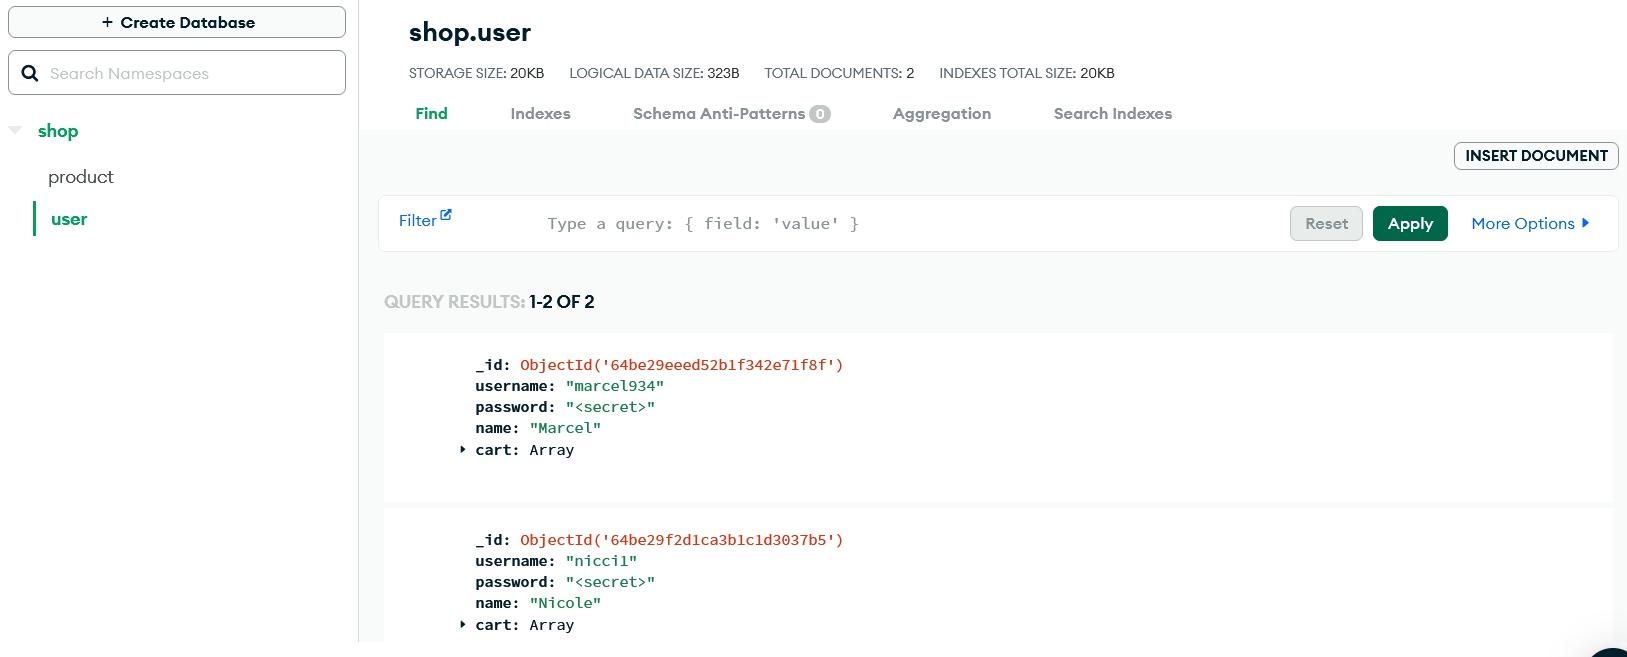 + Create Database
Search Namespaces
shop
product
user
shop.user
STORAGE SIZE: 20KB LOGICAL DATA SIZE: 323B TOTAL DOCUMENTS: 2 INDEXES TOTAL SIZE: 20KB
Find Indexes Schema Anti-Patterns 0 Aggregation Search Indexes
INSERT DOCUMENT
Filter Type a query: { field: 'value' } Reset Apply More Options
QUERY RESULTS: 1-2 OF 2
_id: ObjectId('64be29eeed52b1f342e71f8f')
username: "marcel934"
password: "<secret>"
name: "Marcel"
cart: Array
_id: ObjectId('64be29f2d1ca3b1c1d3037b5')
username: "nicci1"
password: "<secret>"
name: "Nicole"
cart: Array